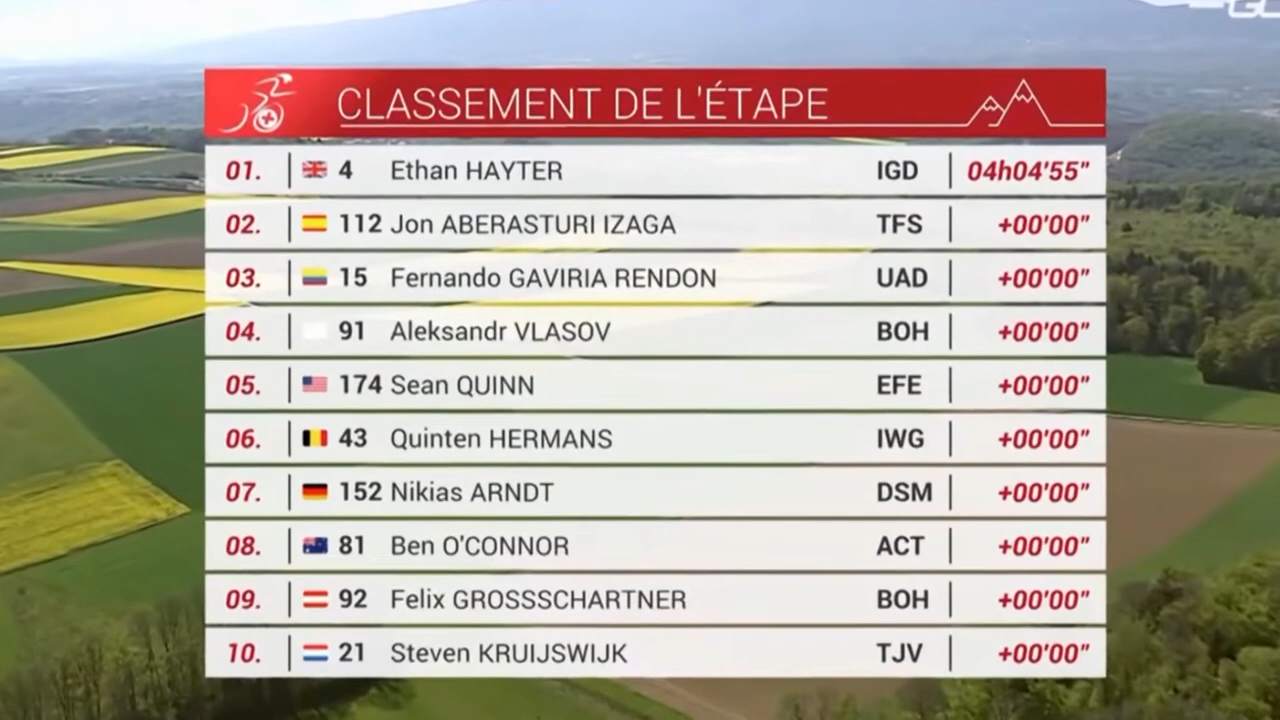 CLASSEMENT DE L'ÉTAPE
01. 4 Ethan HAYTER IGD 04h04'55"
02. 112 Jon ABERASTURI IZAGA TFS +00'00"
03. 15 Fernando GAVIRIA RENDON UAD +00'00"
04. 91 Aleksandr VLASOV BOH +00'00"
05. 174 Sean QUINN EFE +00'00"
06. 43 Quinten HERMANS IWG +00'00"
07. 152 Nikias ARNDT DSM +00'00"
08. 81 Ben O'CONNOR ACT +00'00"
09. 92 Felix GROSSSCHARTNER BOH +00'00"
10. 21 Steven KRUIJSWIJK TJV +00'00"